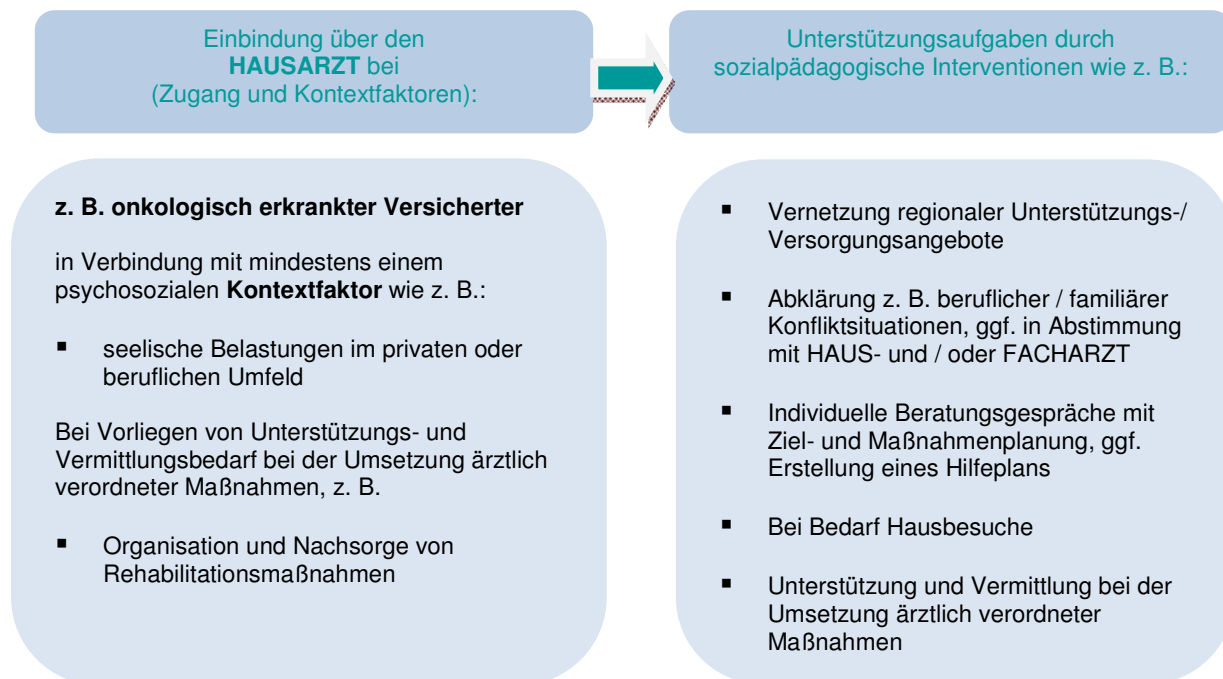 Einbindung über den
HAUSARZT bei
(Zugang und Kontextfaktoren):
Unterstützungsaufgaben durch
sozialpädagogische Interventionen wie z. B.:
z. B. onkologisch erkrankter Versicherter
in Verbindung mit mindestens einem
psychosozialen Kontextfaktor wie z. B.:
▪ seelische Belastungen im privaten oder
beruflichen Umfeld
Bei Vorliegen von Unterstützungs- und
Vermittlungsbedarf bei der Umsetzung ärztlich
verordneter Maßnahmen, z. B.
▪ Organisation und Nachsorge von
Rehabilitationsmaßnahmen
▪ Vernetzung regionaler Unterstützungs-/
Versorgungsangebote
▪ Abklärung z. B. beruflicher / familiärer
Konfliktsituationen, ggf. in Abstimmung
mit HAUS- und / oder FACHARZT
▪ Individuelle Beratungsgespräche mit
Ziel- und Maßnahmenplanung, ggf.
Erstellung eines Hilfeplans
▪ Bei Bedarf Hausbesuche
▪ Unterstützung und Vermittlung bei der
Umsetzung ärztlich verordneter
Maßnahmen